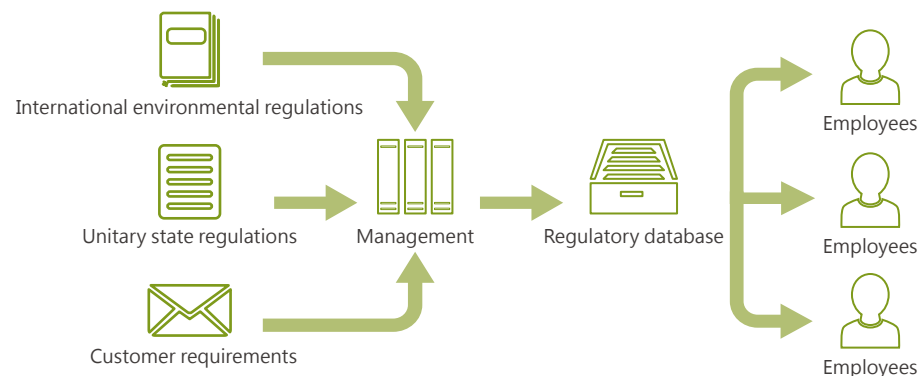 International environmental regulations
Unitary state regulations
Customer requirements
Management
Regulatory database
Employees
Employees
Employees